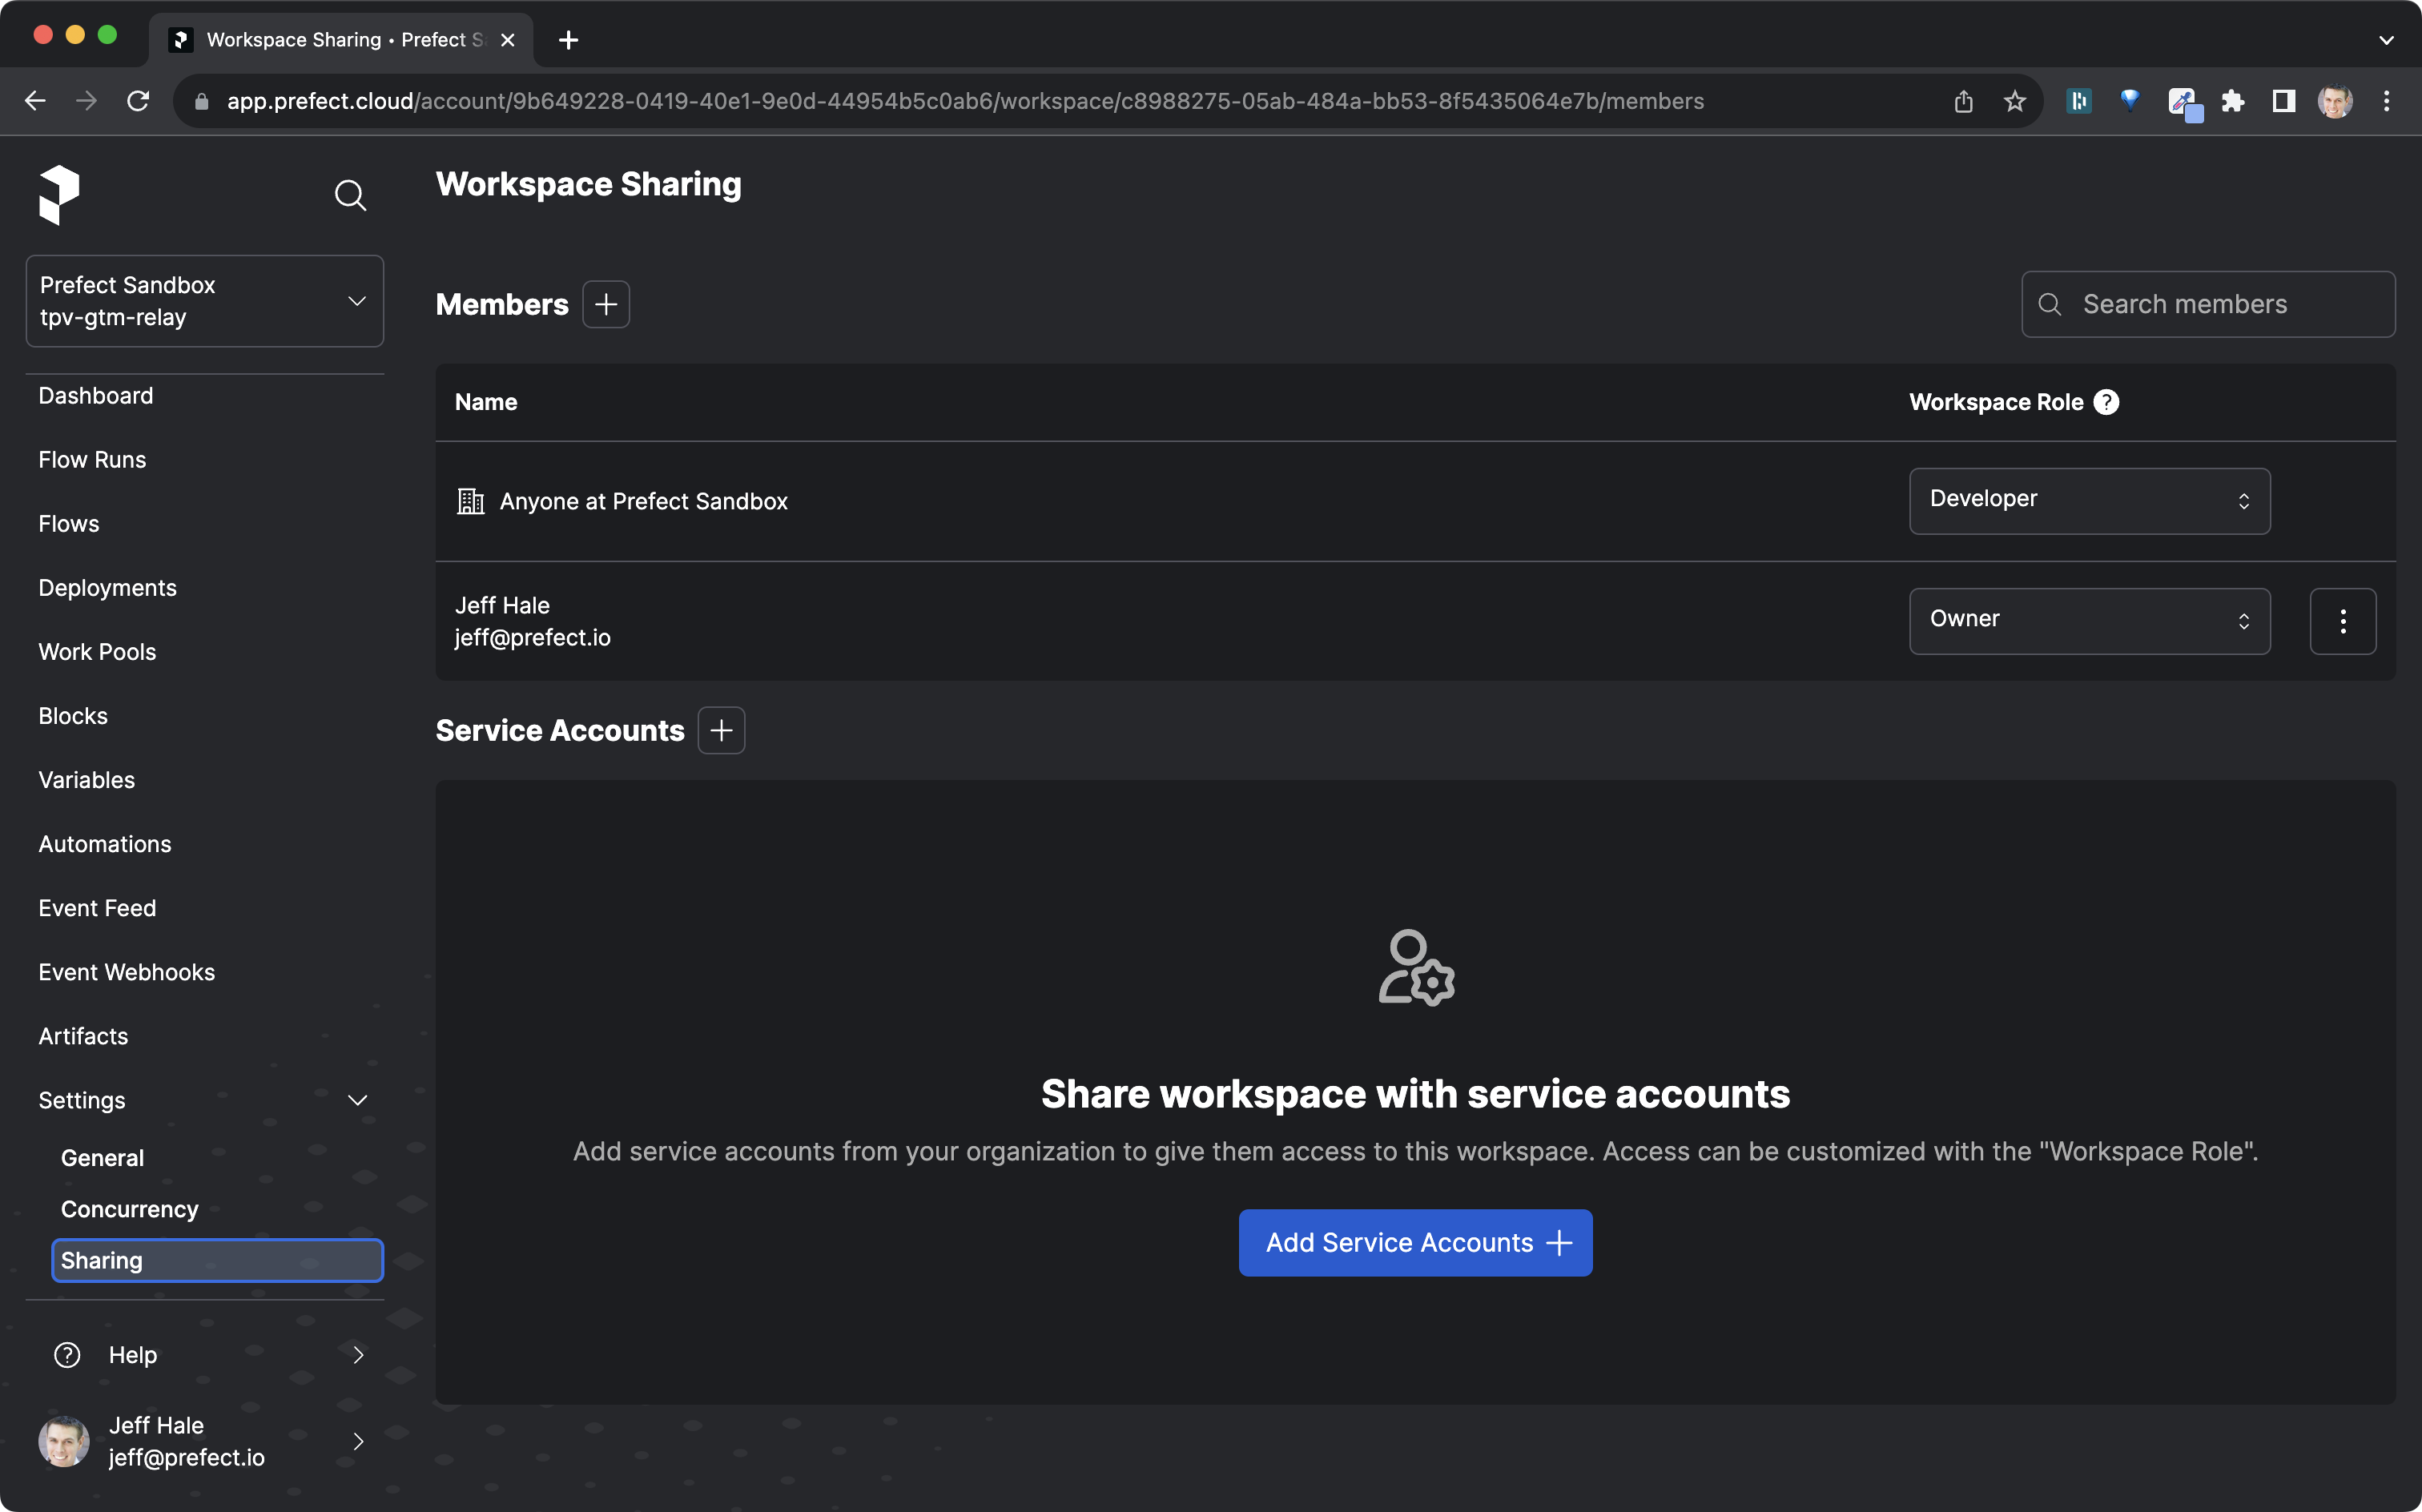 Workspace Sharing • Prefect S
app.prefect.cloud/account/9b649228-0419-40e1-9e0d-44954b5c0ab6/workspace/c8988275-05ab-484a-bb53-8f5435064e7b/members
Prefect Sandbox
tpv-gtm-relay
Dashboard
Flow Runs
Flows
Deployments
Work Pools
Blocks
Variables
Automations
Event Feed
Event Webhooks
Artifacts
Settings
General
Concurrency
Sharing
Help
Jeff Hale
jeff@prefect.io
Workspace Sharing
Members
Search members
Name
Workspace Role ?
Anyone at Prefect Sandbox
Developer
Jeff Hale
jeff@prefect.io
Owner
Service Accounts
Share workspace with service accounts
Add service accounts from your organization to give them access to this workspace. Access can be customized with the "Workspace Role".
Add Service Accounts